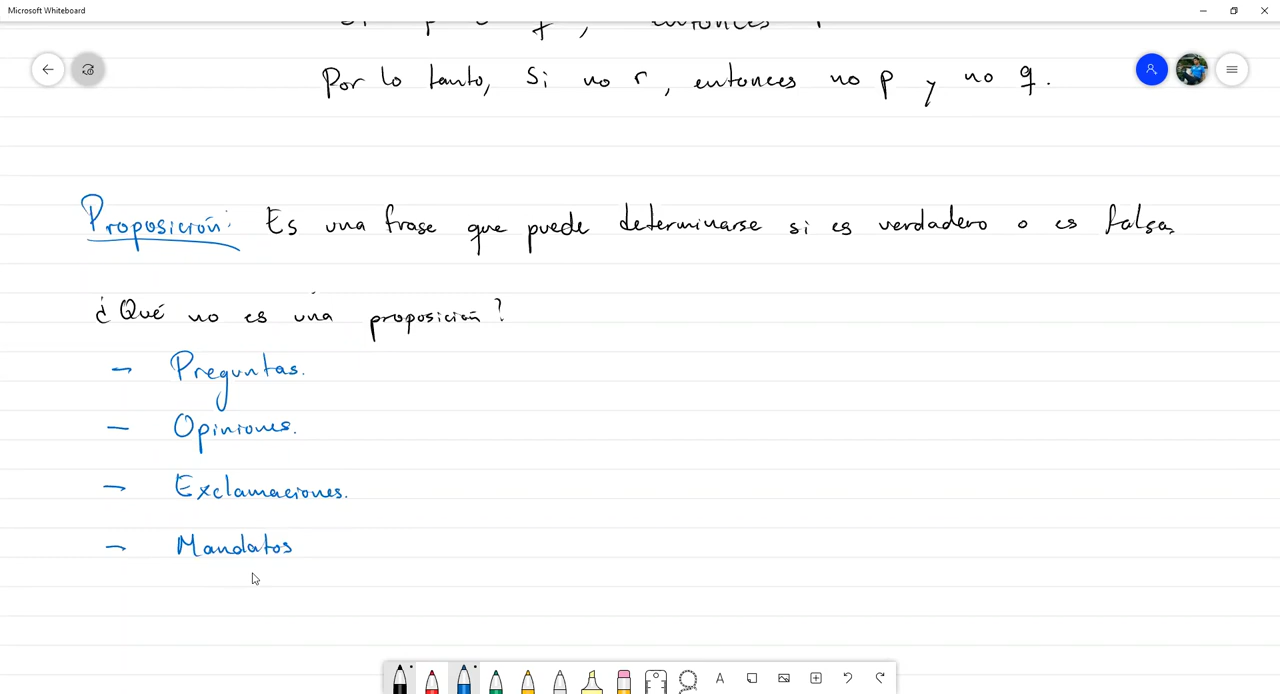 Microsoft Whiteboard
entonces
Por lo tanto, Si no r, entonces no p y no q.
Proposición: Es una frase que puede determinarse si es verdadero o es falsa.
¿Qué no es una proposición?
- Preguntas.
- Opiniones.
- Exclamaciones.
- Mandatos
A